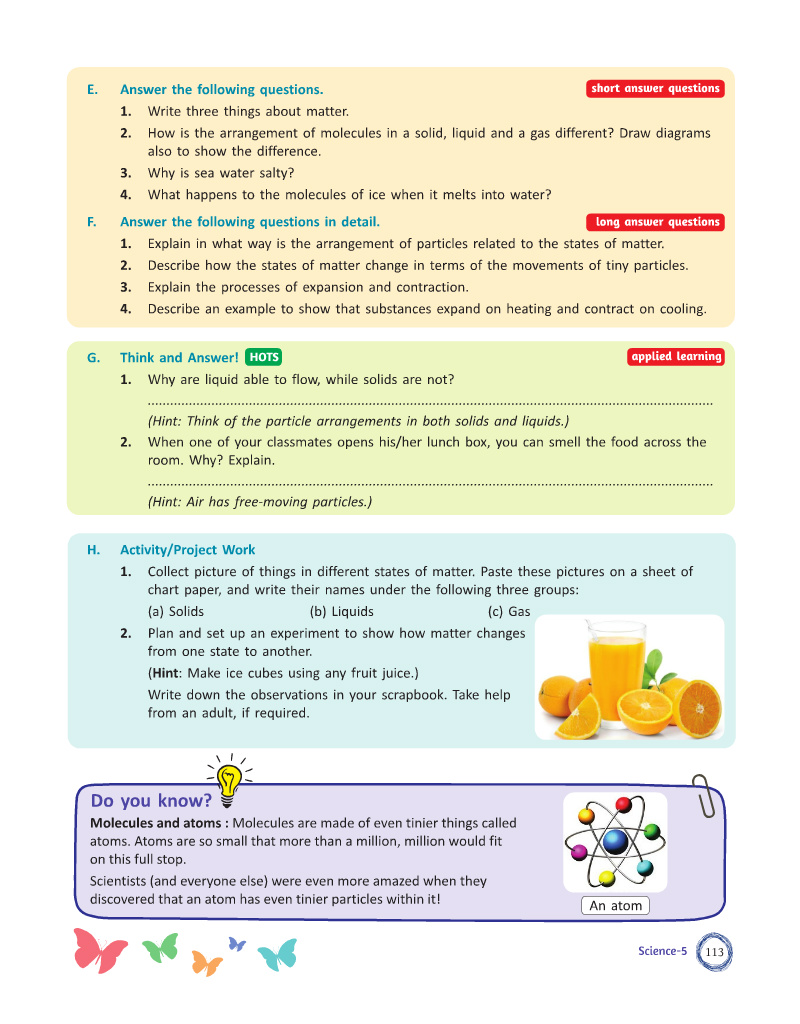 E. Answer the following questions. short answer questions
1. Write three things about matter.
2. How is the arrangement of molecules in a solid, liquid and a gas different? Draw diagrams
also to show the difference.
3. Why is sea water salty?
4. What happens to the molecules of ice when it melts into water?
F. Answer the following questions in detail. long answer questions
1. Explain in what way is the arrangement of particles related to the states of matter.
2. Describe how the states of matter change in terms of the movements of tiny particles.
3. Explain the processes of expansion and contraction.
4. Describe an example to show that substances expand on heating and contract on cooling.
G. Think and Answer! HOTS applied learning
1. Why are liquid able to flow, while solids are not?
(Hint: Think of the particle arrangements in both solids and liquids.)
2. When one of your classmates opens his/her lunch box, you can smell the food across the
room. Why? Explain.
(Hint: Air has free-moving particles.)
H. Activity/Project Work
1. Collect picture of things in different states of matter. Paste these pictures on a sheet of
chart paper, and write their names under the following three groups:
(a) Solids (b) Liquids (c) Gas
2. Plan and set up an experiment to show how matter changes
from one state to another.
(Hint: Make ice cubes using any fruit juice.)
Write down the observations in your scrapbook. Take help
from an adult, if required.
Do you know?
Molecules and atoms : Molecules are made of even tinier things called
atoms. Atoms are so small that more than a million, million would fit
on this full stop.
Scientists (and everyone else) were even more amazed when they
discovered that an atom has even tinier particles within it!
An atom
Science-5 113